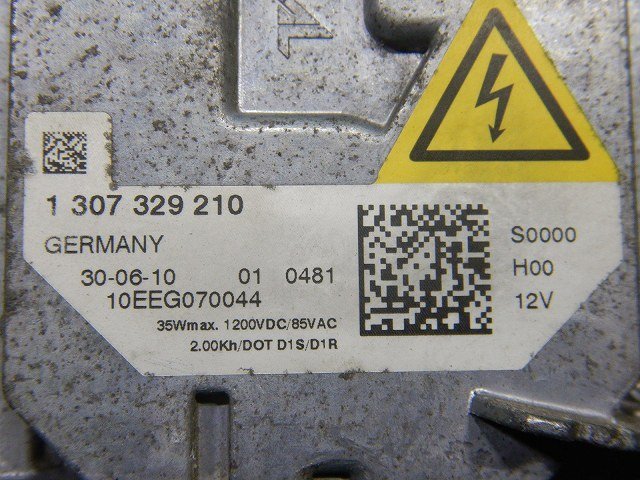 1 307 329 210
GERMANY
30-06-10 01 0481
10EEG070044
35Wmax. 1200VDC/85VAC
2.00Kh/DOT D1S/D1R
S0000
H00
12V